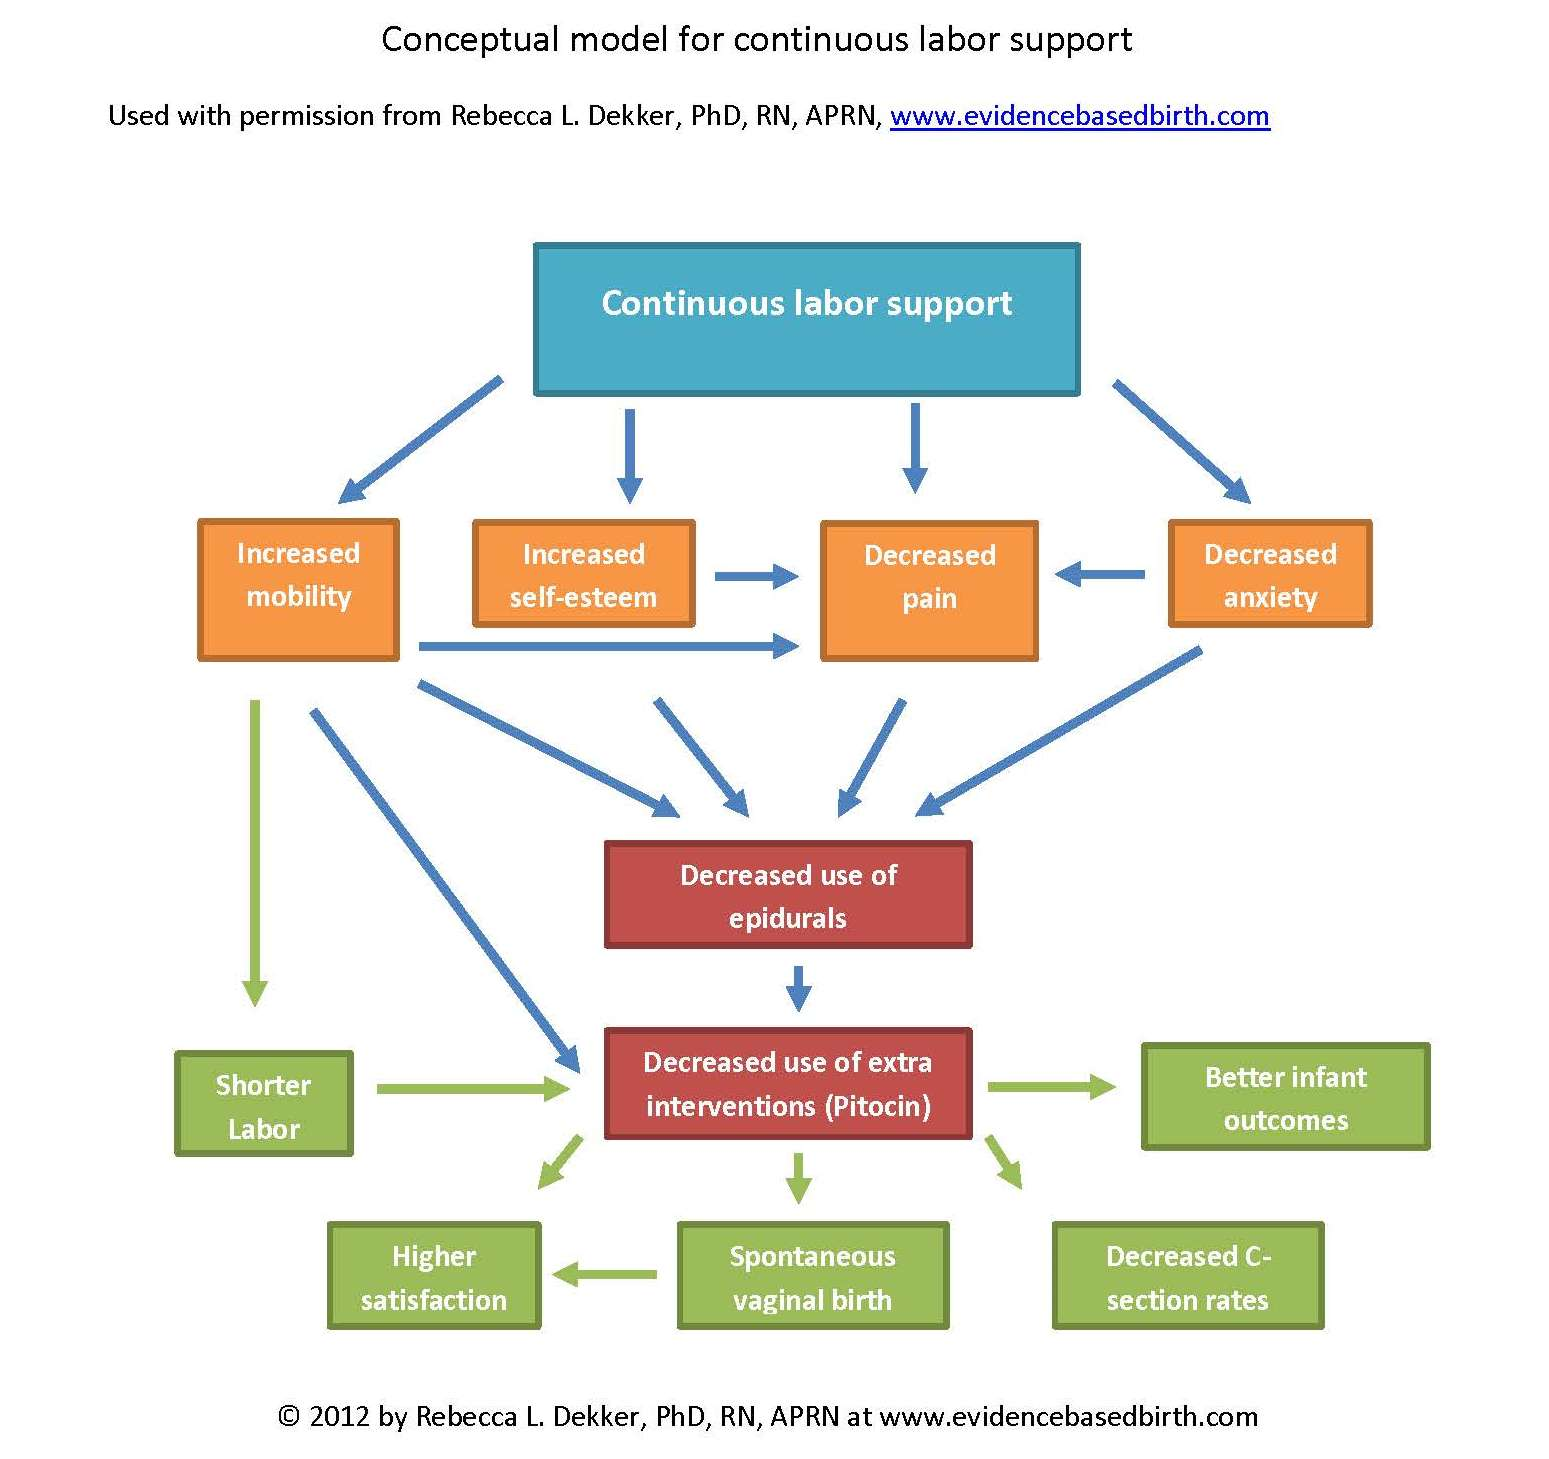 Conceptual model for continuous labor support
Used with permission from Rebecca L. Dekker, PhD, RN, APRN, www.evidencebasedbirth.com
Continuous labor support
Increased
mobility
Increased
self-esteem
Decreased
pain
Decreased
anxiety
Decreased use of
epidurals
Shorter
Labor
Decreased use of extra
interventions (Pitocin)
Better infant
outcomes
Higher
satisfaction
Spontaneous
vaginal birth
Decreased C-
section rates
© 2012 by Rebecca L. Dekker, PhD, RN, APRN at www.evidencebasedbirth.com